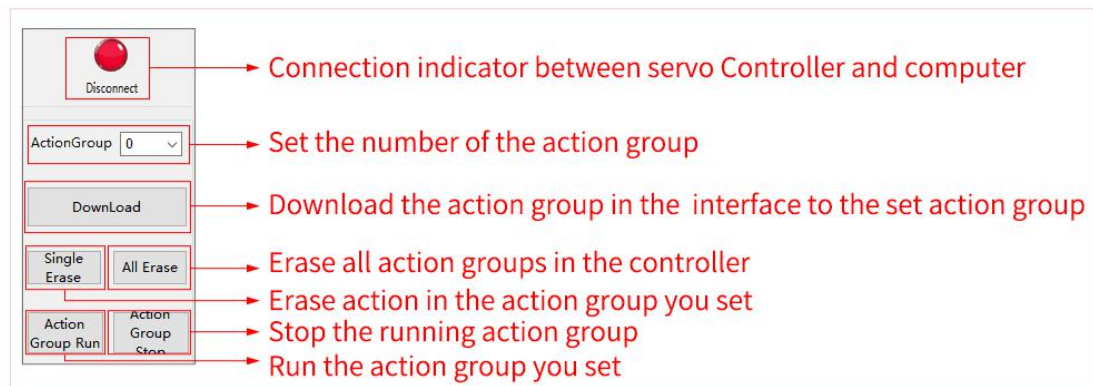 Disconnect
Connection indicator between servo Controller and computer
ActionGroup 0
Set the number of the action group
DownLoad
Download the action group in the interface to the set action group
Single
Erase
All Erase
Erase all action groups in the controller
Erase action in the action group you set
Action
Group Run
Action
Group
Stop
Stop the running action group
Run the action group you set